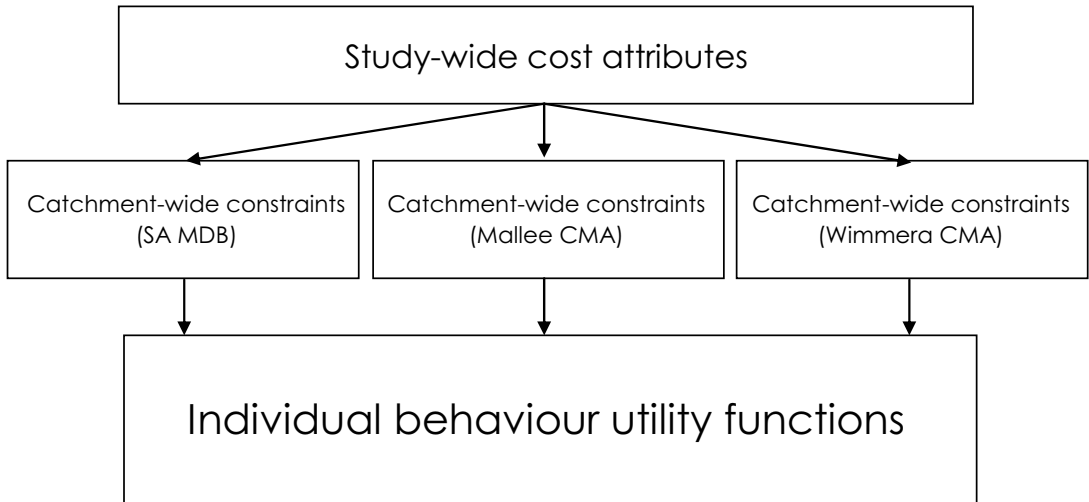 Study-wide cost attributes
Catchment-wide constraints
(SA MDB)
Catchment-wide constraints
(Mallee CMA)
Catchment-wide constraints
(Wimmera CMA)
Individual behaviour utility functions